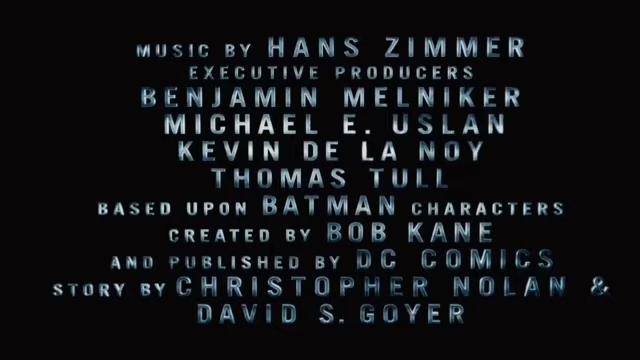 MUSIC BY HANS ZIMMER
EXECUTIVE PRODUCERS
BENJAMIN MELNIKER
MICHAEL E. USLAN
KEVIN DE LA NOY
THOMAS TULL
BASED UPON BATMAN CHARACTERS
CREATED BY BOB KANE
AND PUBLISHED BY DC COMICS
STORY BY CHRISTOPHER NOLAN &
DAVID S. GOYER